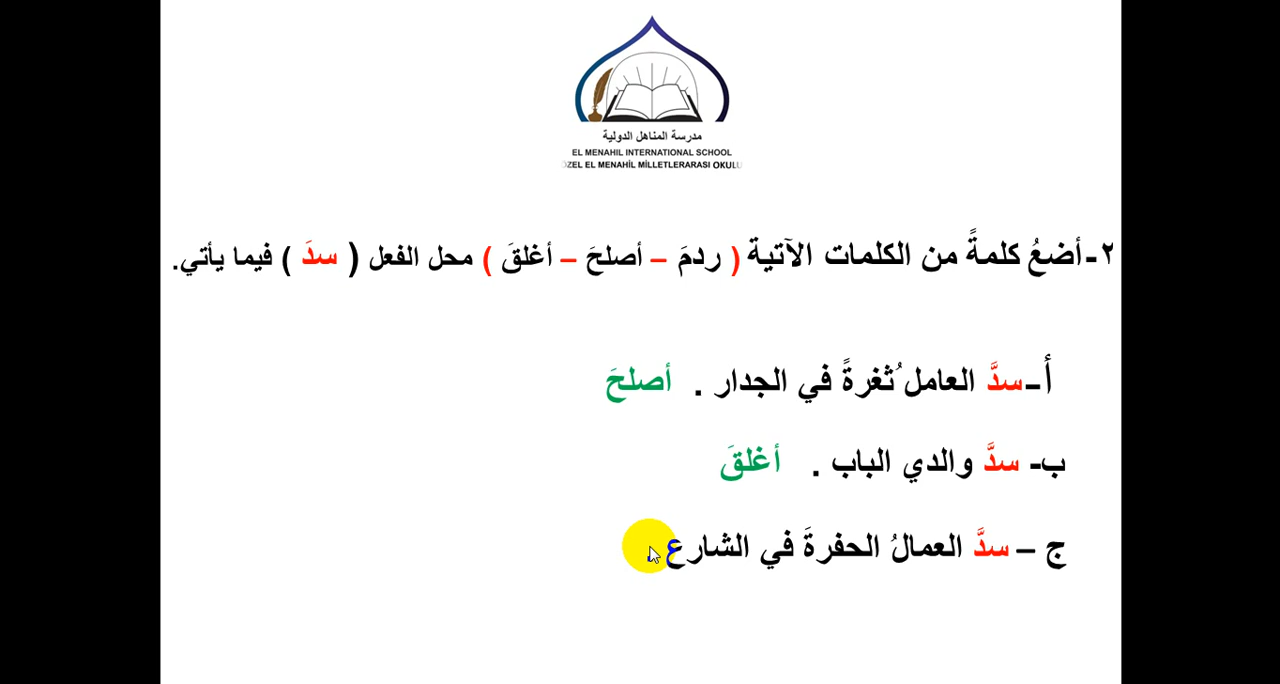 مدرسة المناهل الدولية
EL MENAHIL INTERNATIONAL SCHOOL
ÖZEL EL MENAHİL MİLLETLERARASI OKULU
٢- أضعُ كلمةً من الكلمات الآتية ( ردمَ – أصلحَ – أغلقَ ) محل الفعل ( سدَ ) فيما يأتي.
أ- سدَّ العامل ُثغرةً في الجدار . أصلحَ
ب- سدَّ والدي الباب . أغلقَ
ج – سدَّ العمالُ الحفرةَ في الشارع .